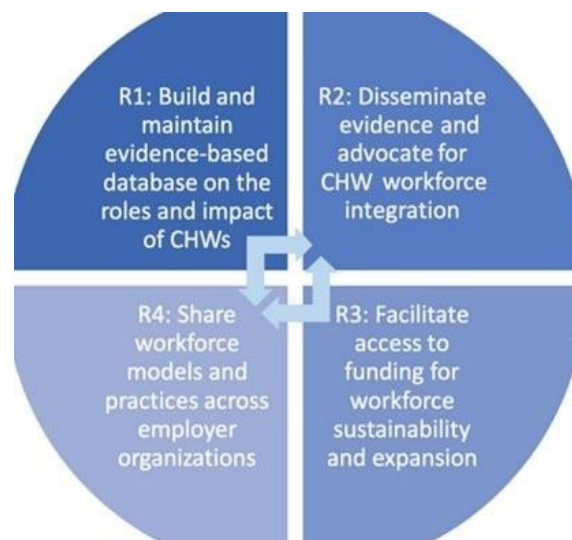 R1: Build and
maintain
evidence-based
database on the
roles and impact
of CHWs
R2: Disseminate
evidence and
advocate for
CHW workforce
integration
R4: Share
workforce
models and
practices across
employer
organizations
R3: Facilitate
access to
funding for
workforce
sustainability
and expansion